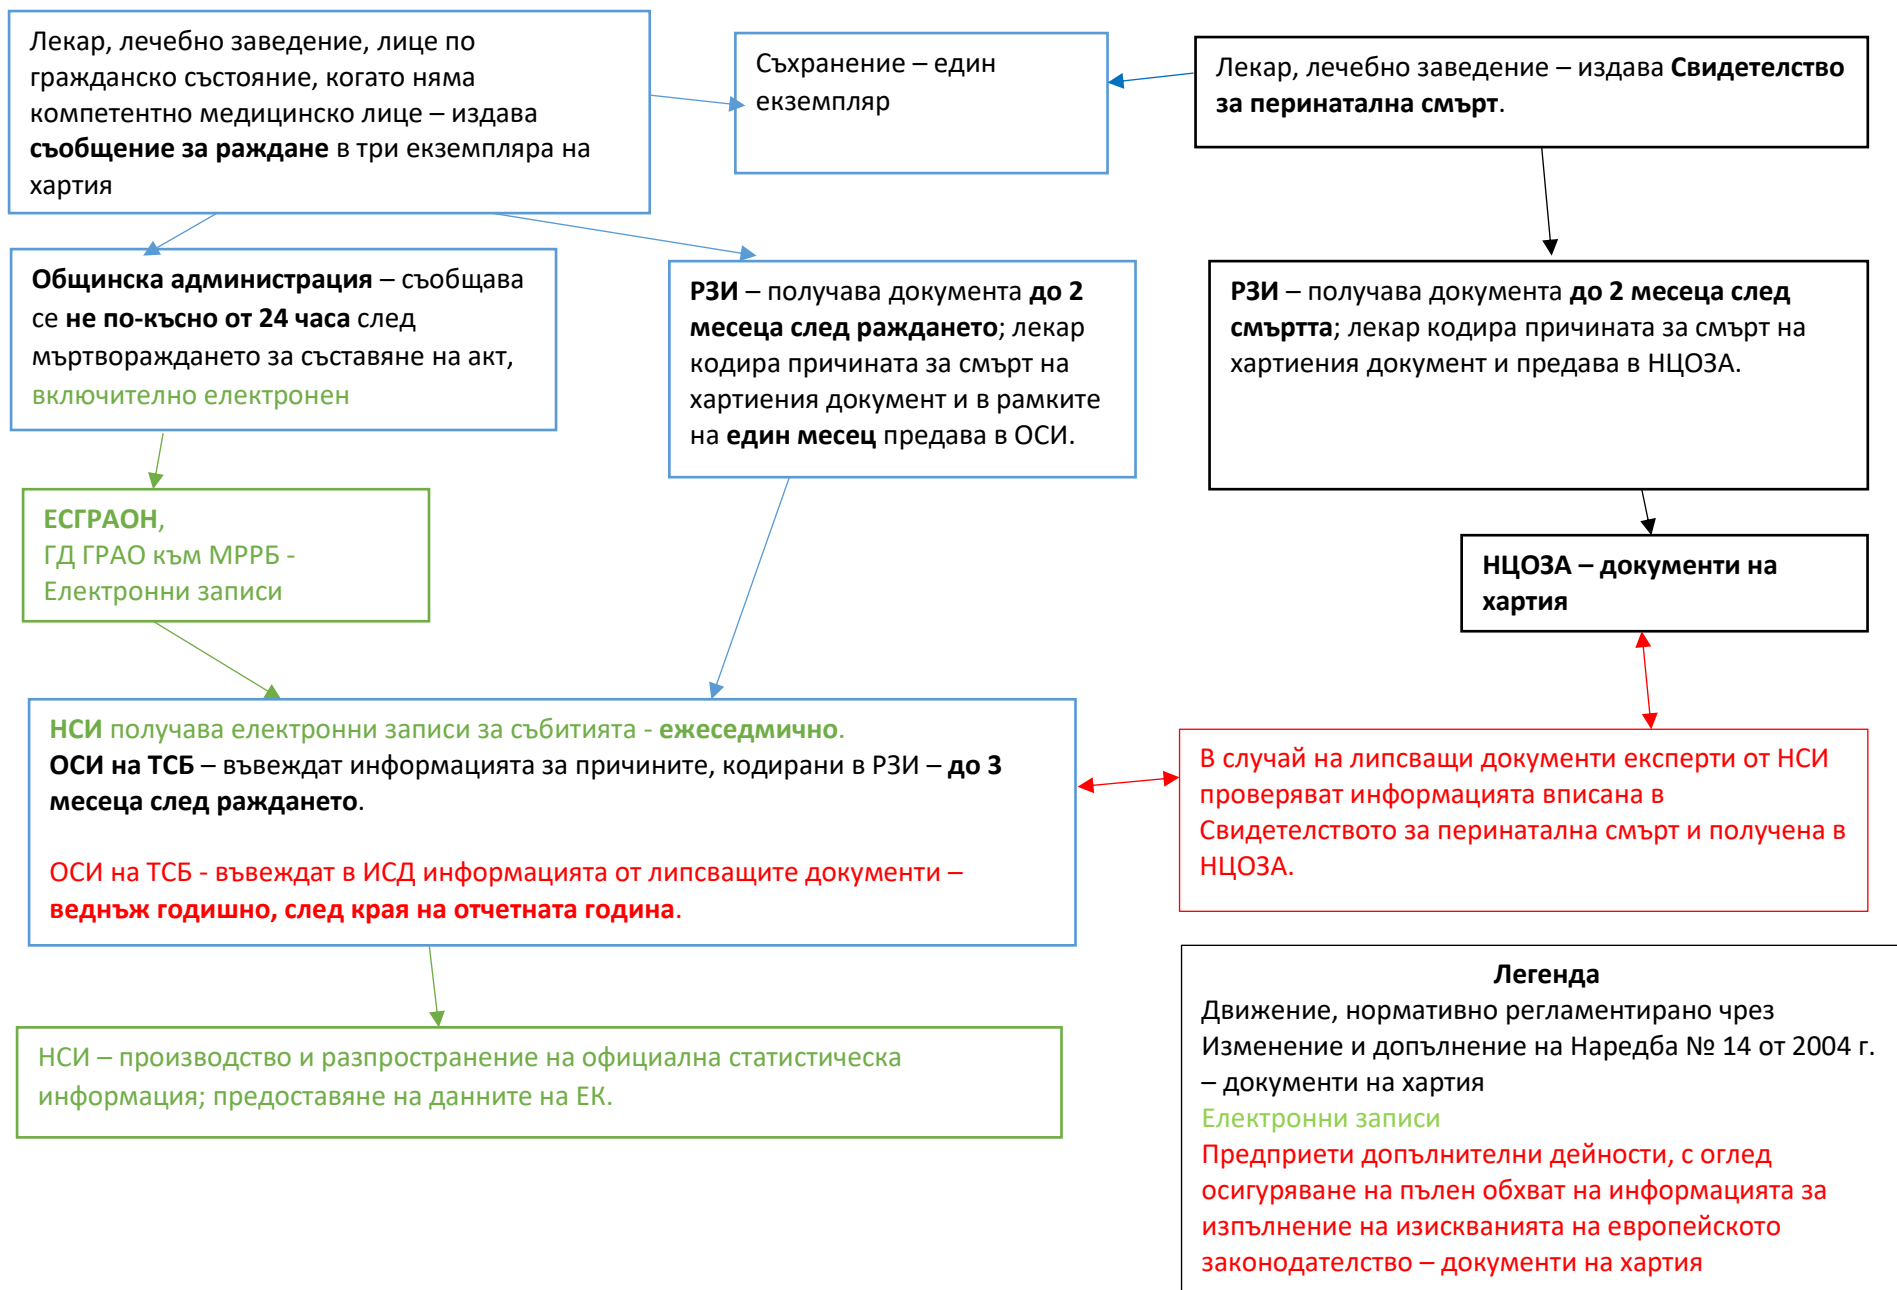 Лекар, лечебно заведение, лице по
гражданско състояние, когато няма
компетентно медицинско лице – издава
съобщение за раждане в три екземпляра на
хартия
Съхранение – един
екземпляр
Лекар, лечебно заведение – издава Свидетелство
за перинатална смърт.
Общинска администрация – съобщава
се не по-късно от 24 часа след
мъртвораждането за съставяне на акт,
включително електронен
РЗИ – получава документа до 2
месеца след раждането; лекар
кодира причината за смърт на
хартиения документ и в рамките
на един месец предава в ОСИ.
РЗИ – получава документа до 2 месеца след
смъртта; лекар кодира причината за смърт на
хартиения документ и предава в НЦОЗА.
ЕСГРАОН,
ГД ГРАО към МРРБ -
Електронни записи
НЦОЗА – документи на
хартия
НСИ получава електронни записи за събитията - ежеседмично.
ОСИ на ТСБ – въвеждат информацията за причините, кодирани в РЗИ – до 3
месеца след раждането.
ОСИ на ТСБ - въвеждат в ИСД информацията от липсващите документи –
веднъж годишно, след края на отчетната година.
В случай на липсващи документи експерти от НСИ
проверяват информацията вписана в
Свидетелството за перинатална смърт и получена в
НЦОЗА.
НСИ – производство и разпространение на официална статистическа
информация; предоставяне на данните на ЕК.
Легенда
Движение, нормативно регламентирано чрез
Изменение и допълнение на Наредба № 14 от 2004 г.
– документи на хартия
Електронни записи
Предприети допълнителни дейности, с оглед
осигуряване на пълен обхват на информацията за
изпълнение на изискванията на европейското
законодателство – документи на хартия